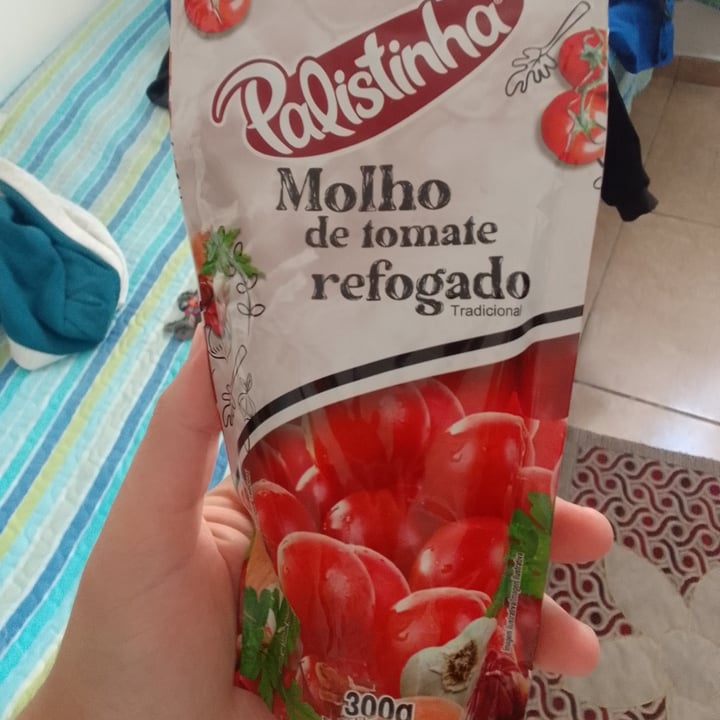 Palistinha
Molho
de tomate
refogado
Tradicional
300g